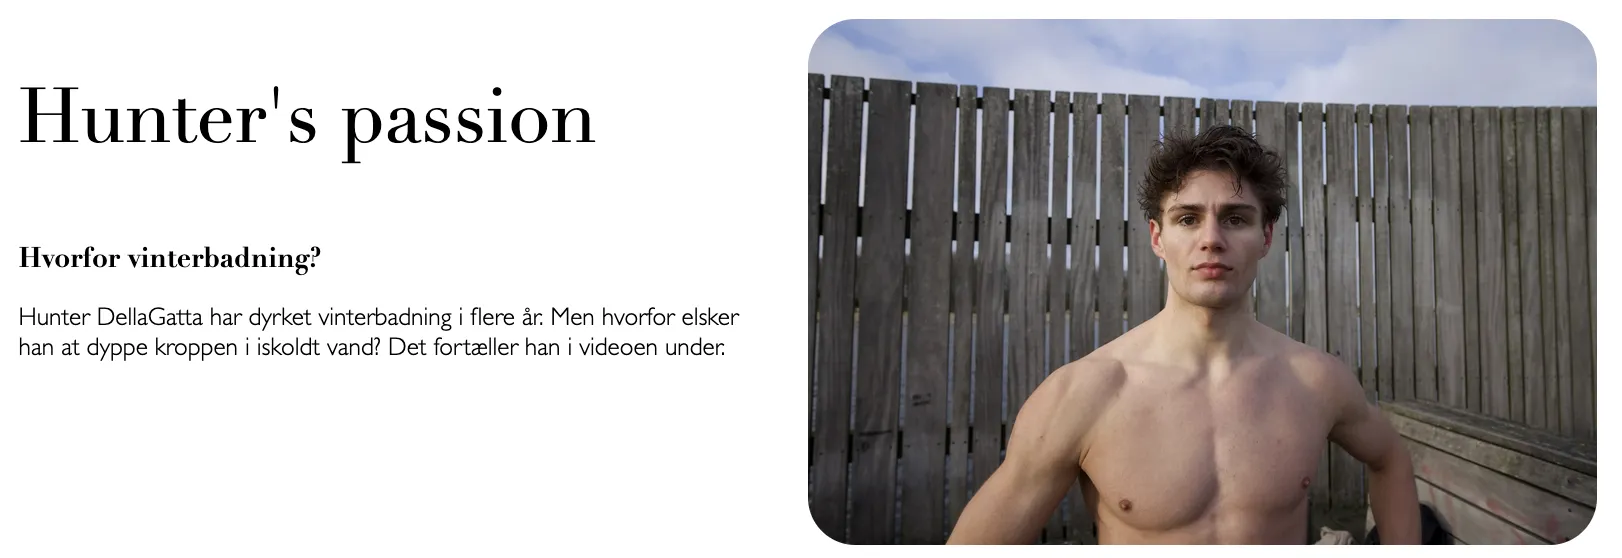 Hunter's passion
Hvorfor vinterbadning?
Hunter DellaGatta har dyrket vinterbadning i flere år. Men hvorfor elsker
han at dyppe kroppen i iskoldt vand? Det fortæller han i videoen under.